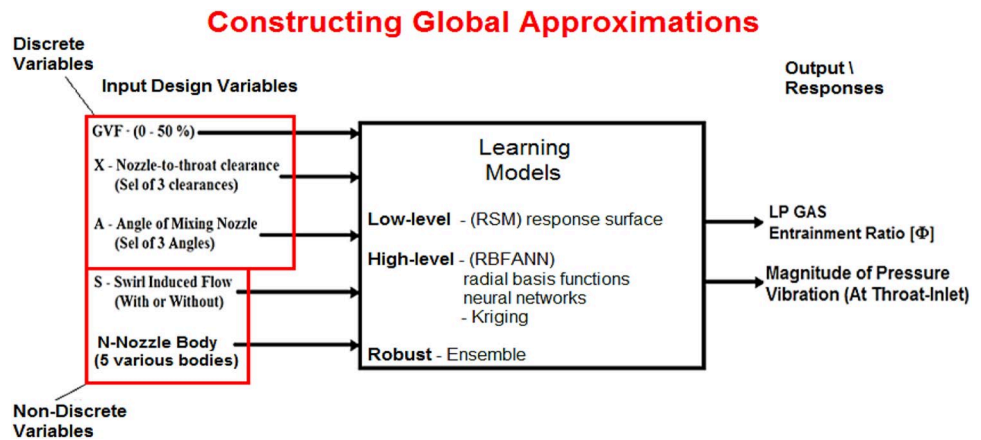 Constructing Global Approximations
Discrete
Variables
Input Design Variables
Output \
Responses
GVF - (0 - 50 %)
X - Nozzle-to-throat clearance
(Sel of 3 clearances)
A - Angle of Mixing Nozzle
(Sel of 3 Angles)
S - Swirl Induced Flow
(With or Without)
N-Nozzle Body
(5 various bodies)
Non-Discrete
Variables
Learning
Models
Low-level - (RSM) response surface
High-level - (RBFANN)
radial basis functions
neural networks
- Kriging
Robust - Ensemble
LP GAS
Entrainment Ratio [Φ]
Magnitude of Pressure
Vibration (At Throat-Inlet)